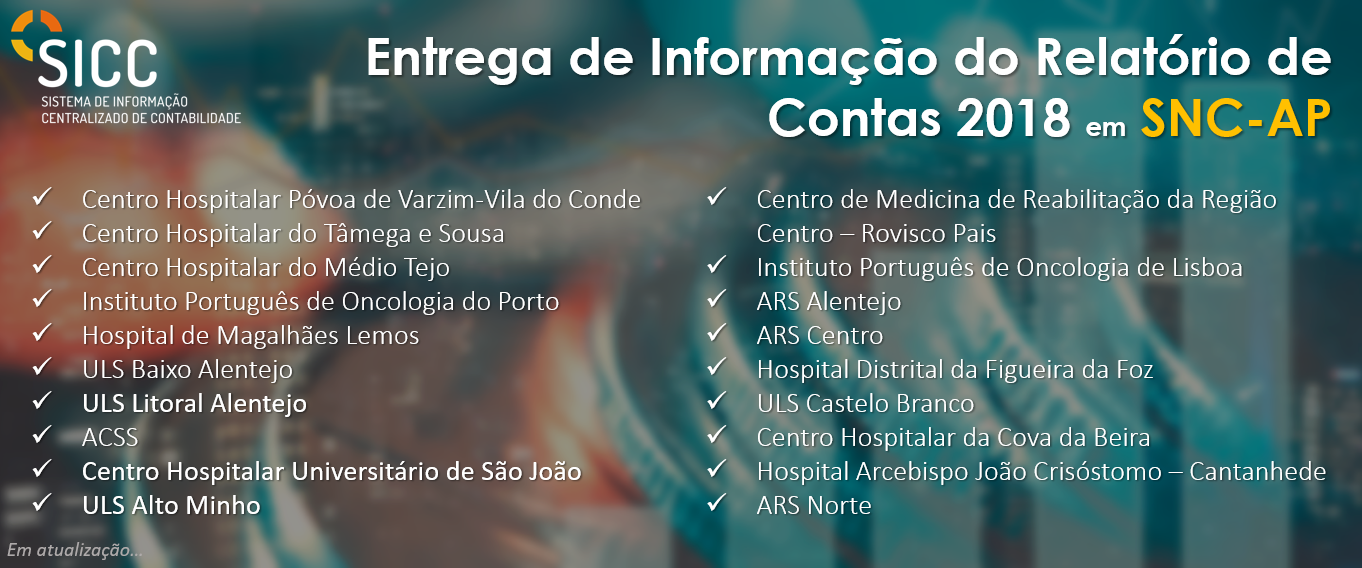 SICC
SISTEMA DE INFORMAÇÃO
CENTRALIZADO DE CONTABILIDADE
Entrega de Informação do Relatório de
Contas 2018 em SNC-AP
✓ Centro Hospitalar Póvoa de Varzim-Vila do Conde
✓ Centro Hospitalar do Tâmega e Sousa
✓ Centro Hospitalar do Médio Tejo
✓ Instituto Português de Oncologia do Porto
✓ Hospital de Magalhães Lemos
✓ ULS Baixo Alentejo
✓ ULS Litoral Alentejo
✓ ACSS
✓ Centro Hospitalar Universitário de São João
✓ ULS Alto Minho
✓ Centro de Medicina de Reabilitação da Região
Centro – Rovisco Pais
✓ Instituto Português de Oncologia de Lisboa
✓ ARS Alentejo
✓ ARS Centro
✓ Hospital Distrital da Figueira da Foz
✓ ULS Castelo Branco
✓ Centro Hospitalar da Cova da Beira
✓ Hospital Arcebispo João Crisóstomo – Cantanhede
✓ ARS Norte
Em atualização...